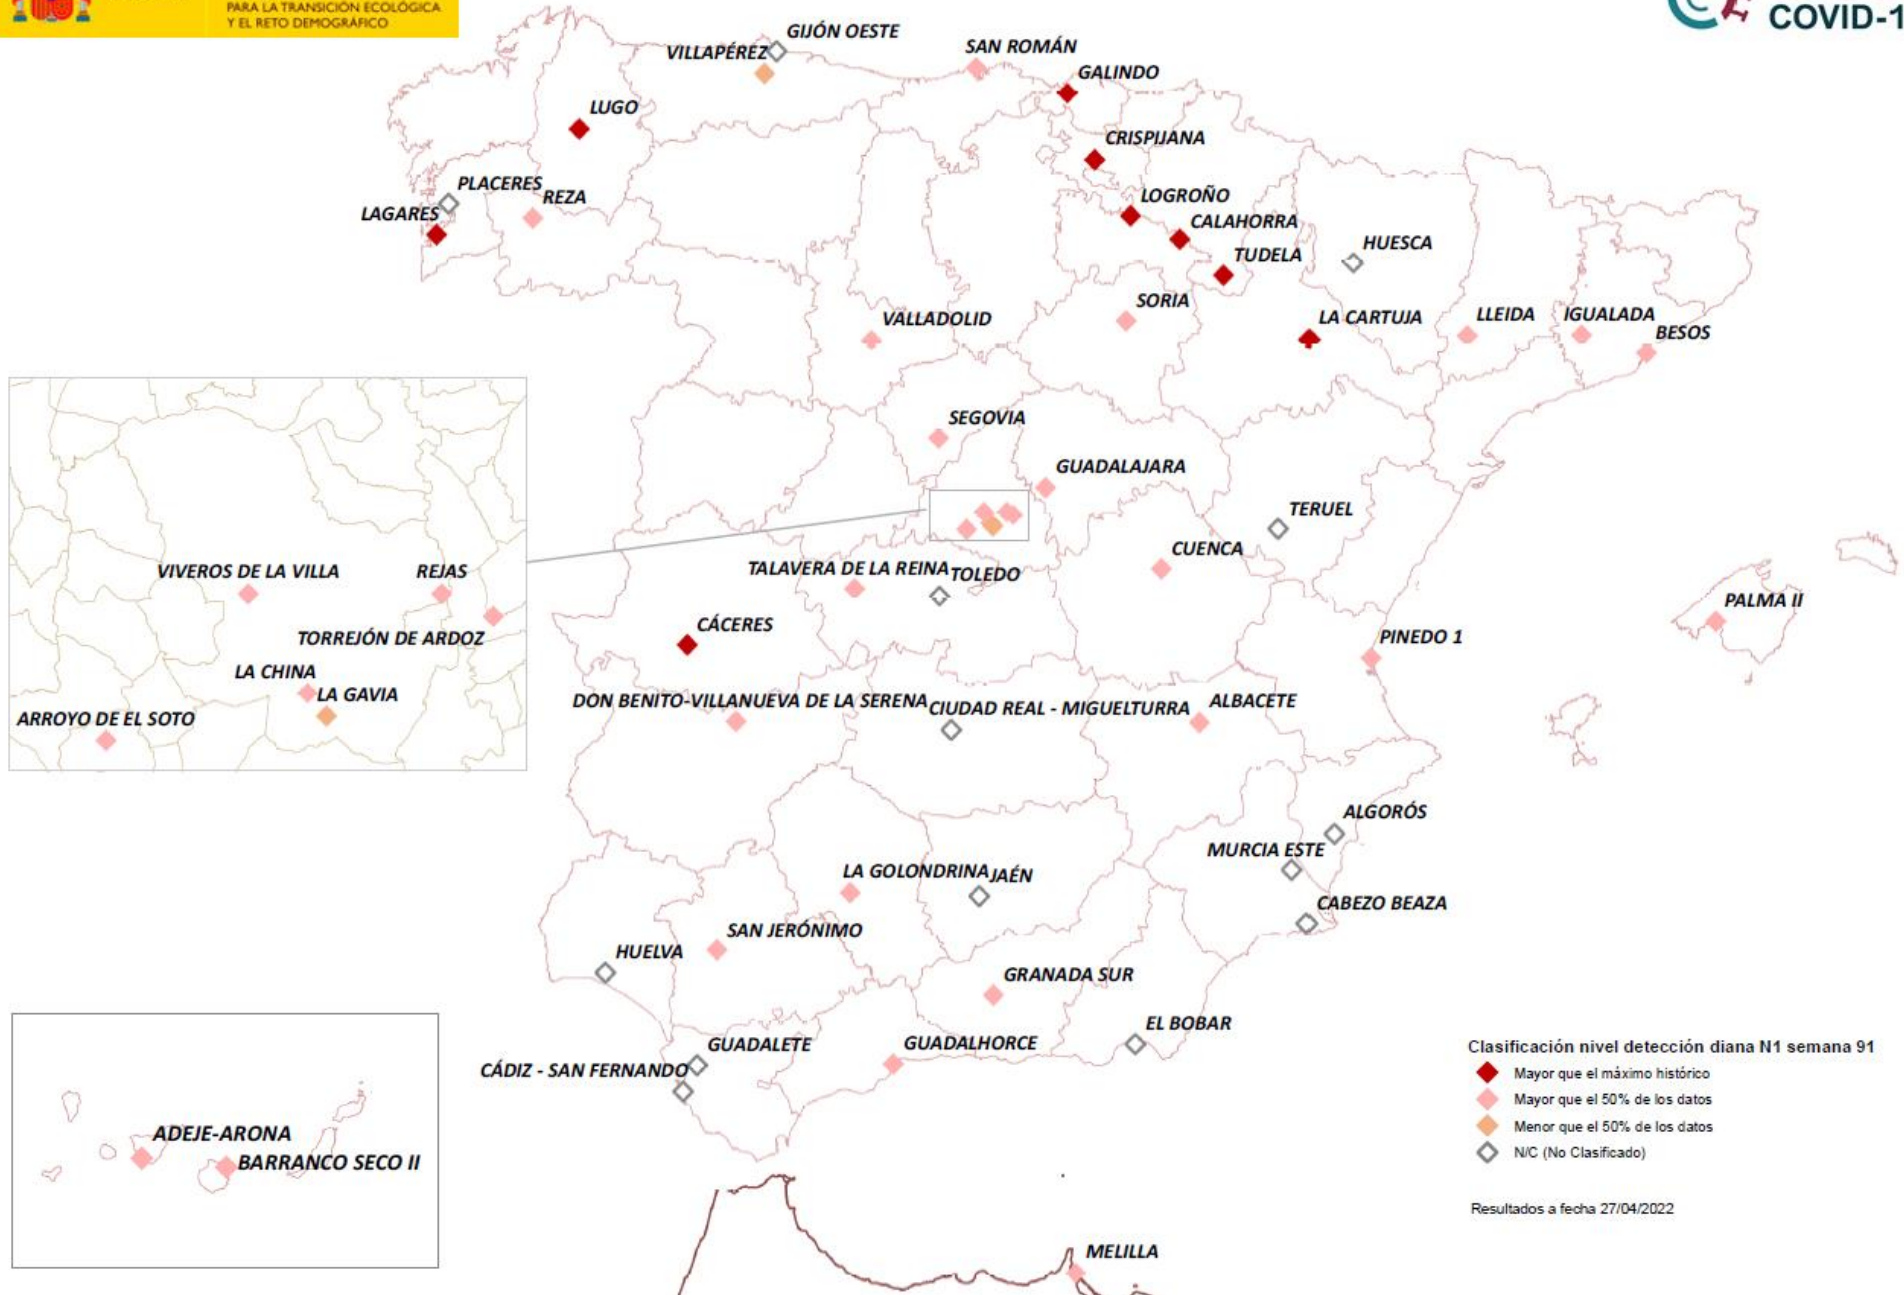 PARA LA TRANSICIÓN ECOLÓGICA
Y EL RETO DEMOGRÁFICO
COVID-1
GIJÓN OESTE
VILLAPÉREZ
SAN ROMÁN
GALINDO
LUGO
CRISPIJANA
PLACERES
REZA
LOGROÑO
LAGARES
CALAHORRA
HUESCA
TUDELA
SORIA
VALLADOLID
LA CARTUJA
LLEIDA
IGUALADA
BESOS
SEGOVIA
GUADALAJARA
TERUEL
CUENCA
TALAVERA DE LA REINA
TOLEDO
VIVEROS DE LA VILLA
REJAS
TORREJÓN DE ARDOZ
LA CHINA
LA GAVIA
ARROYO DE EL SOTO
PALMA II
CÁCERES
PINEDO 1
DON BENITO-VILLANUEVA DE LA SERENA
CIUDAD REAL - MIGUELTURRA
ALBACETE
ALGORÓS
MURCIA ESTE
LA GOLONDRINA
JAÉN
CABEZO BEAZA
SAN JERÓNIMO
HUELVA
GRANADA SUR
EL BOBAR
GUADALETE
GUADALHORCE
CÁDIZ - SAN FERNANDO
ADEJE-ARONA
BARRANCO SECO II
MELILLA
Clasificación nivel detección diana N1 semana 91
Mayor que el máximo histórico
Mayor que el 50% de los datos
Menor que el 50% de los datos
N/C (No Clasificado)
Resultados a fecha 27/04/2022